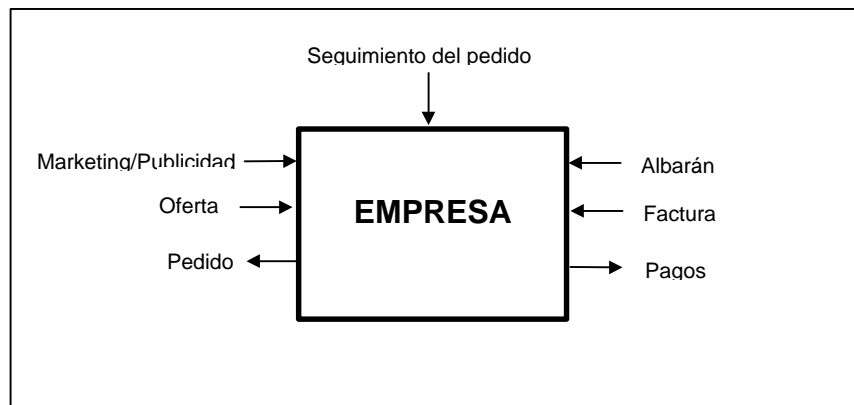 Seguimiento del pedido
Marketing/Publicidad
Albarán
Oferta
EMPRESA
Factura
Pedido
Pagos